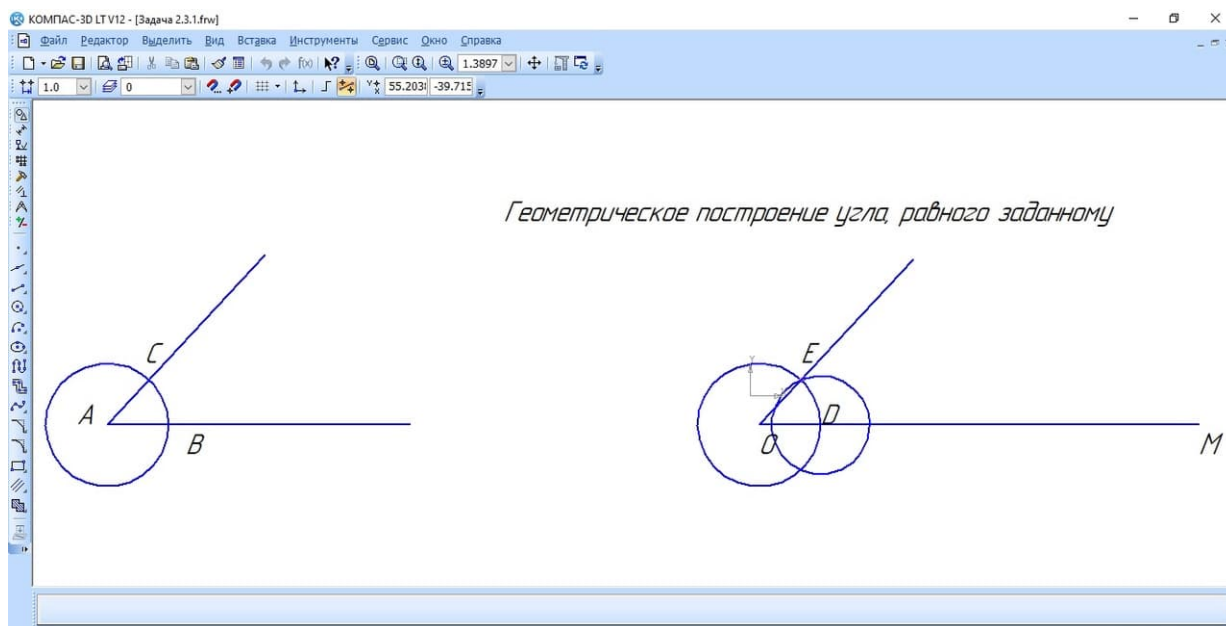 КОМПАС-3D LT V12 - [Задача 2.3.1.frw]
Файл Редактор Выделить Вид Вставка Инструменты Сервис Окно Справка
1.3897
1.0 0 55.203 -39.715
Геометрическое построение угла, равного заданному
C E
A B O D M